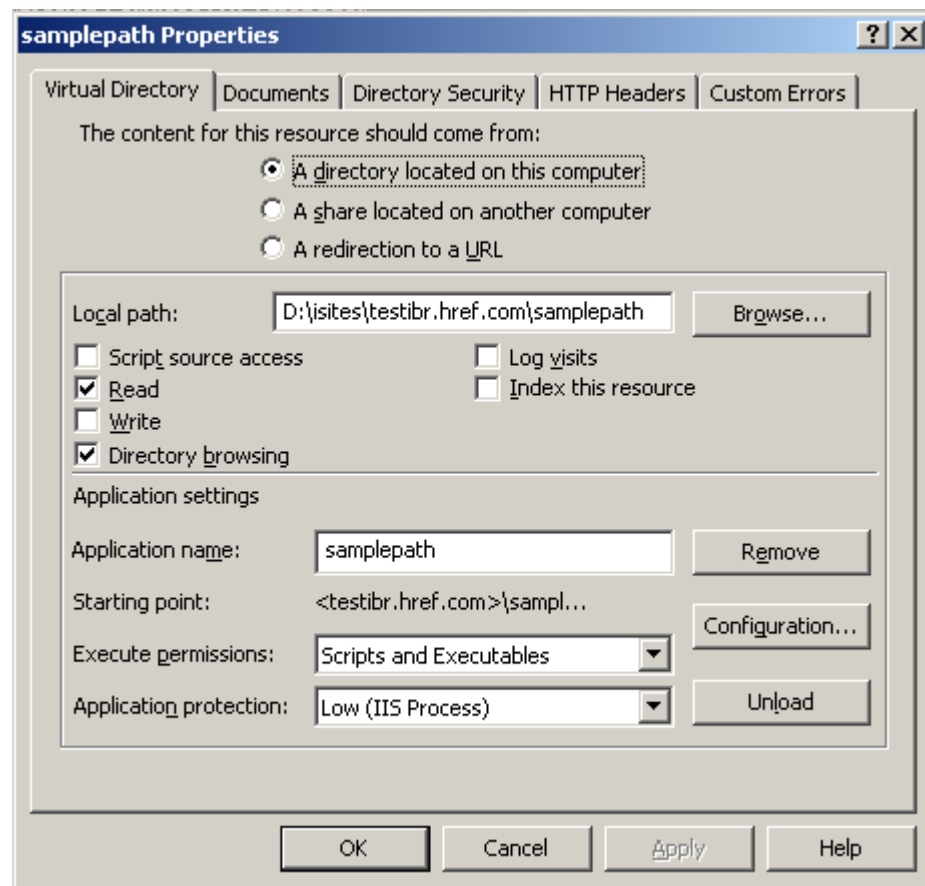 samplepath Properties
Virtual Directory Documents Directory Security HTTP Headers Custom Errors
The content for this resource should come from:
A directory located on this computer
A share located on another computer
A redirection to a URL
Local path: D:\isites\testibr.href.com\samplepath Browse...
Script source access Log visits
Read Index this resource
Write
Directory browsing
Application settings
Application name: samplepath Remove
Starting point: <testibr.href.com>\sampl...
Configuration...
Execute permissions: Scripts and Executables
Application protection: Low (IIS Process) Unload
OK Cancel Apply Help